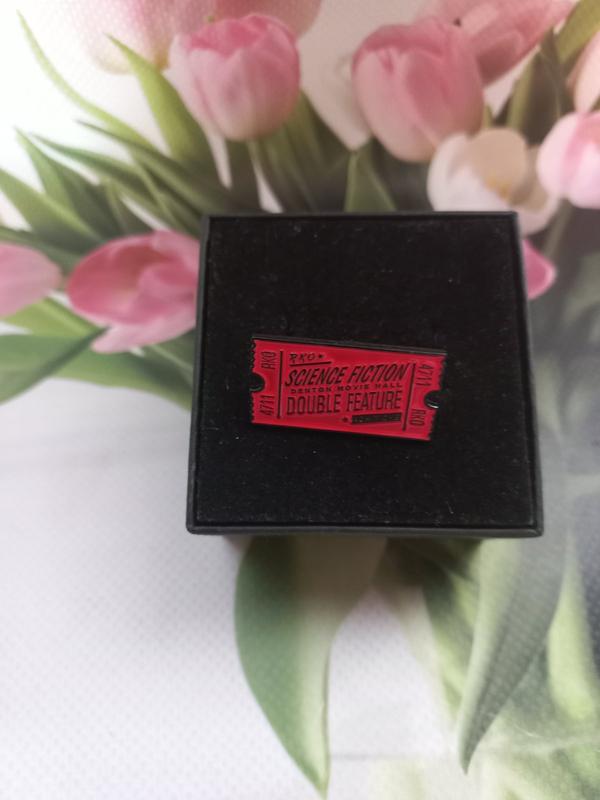 4711 RKO
RKO
SCIENCE FICTION
DENTON MOVIE HALL
DOUBLE FEATURE
4711 RKO